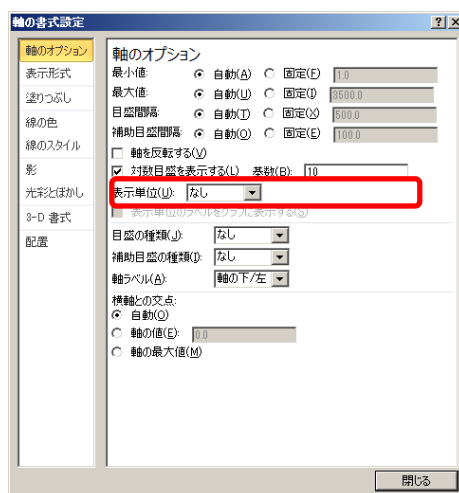 軸の書式設定
軸のオプション
表示形式
塗りつぶし
線の色
線のスタイル
影
光彩とぼかし
3-D 書式
配置
軸のオプション
最小値: 自動(A) 固定(F) 1.0
最大値: 自動(U) 固定(I) 3500.0
目盛間隔: 自動(T) 固定(X) 500.0
補助目盛間隔: 自動(O) 固定(E) 100.0
軸を反転する(V)
対数目盛を表示する(L) 基数(B): 10
表示単位(U): なし
表示単位のラベルをグラフに表示する(S)
目盛の種類(J): なし
補助目盛の種類(I): なし
軸ラベル(A): 軸の下/左
横軸との交点:
自動(O)
軸の値(E): 0.0
軸の最大値(M)
閉じる